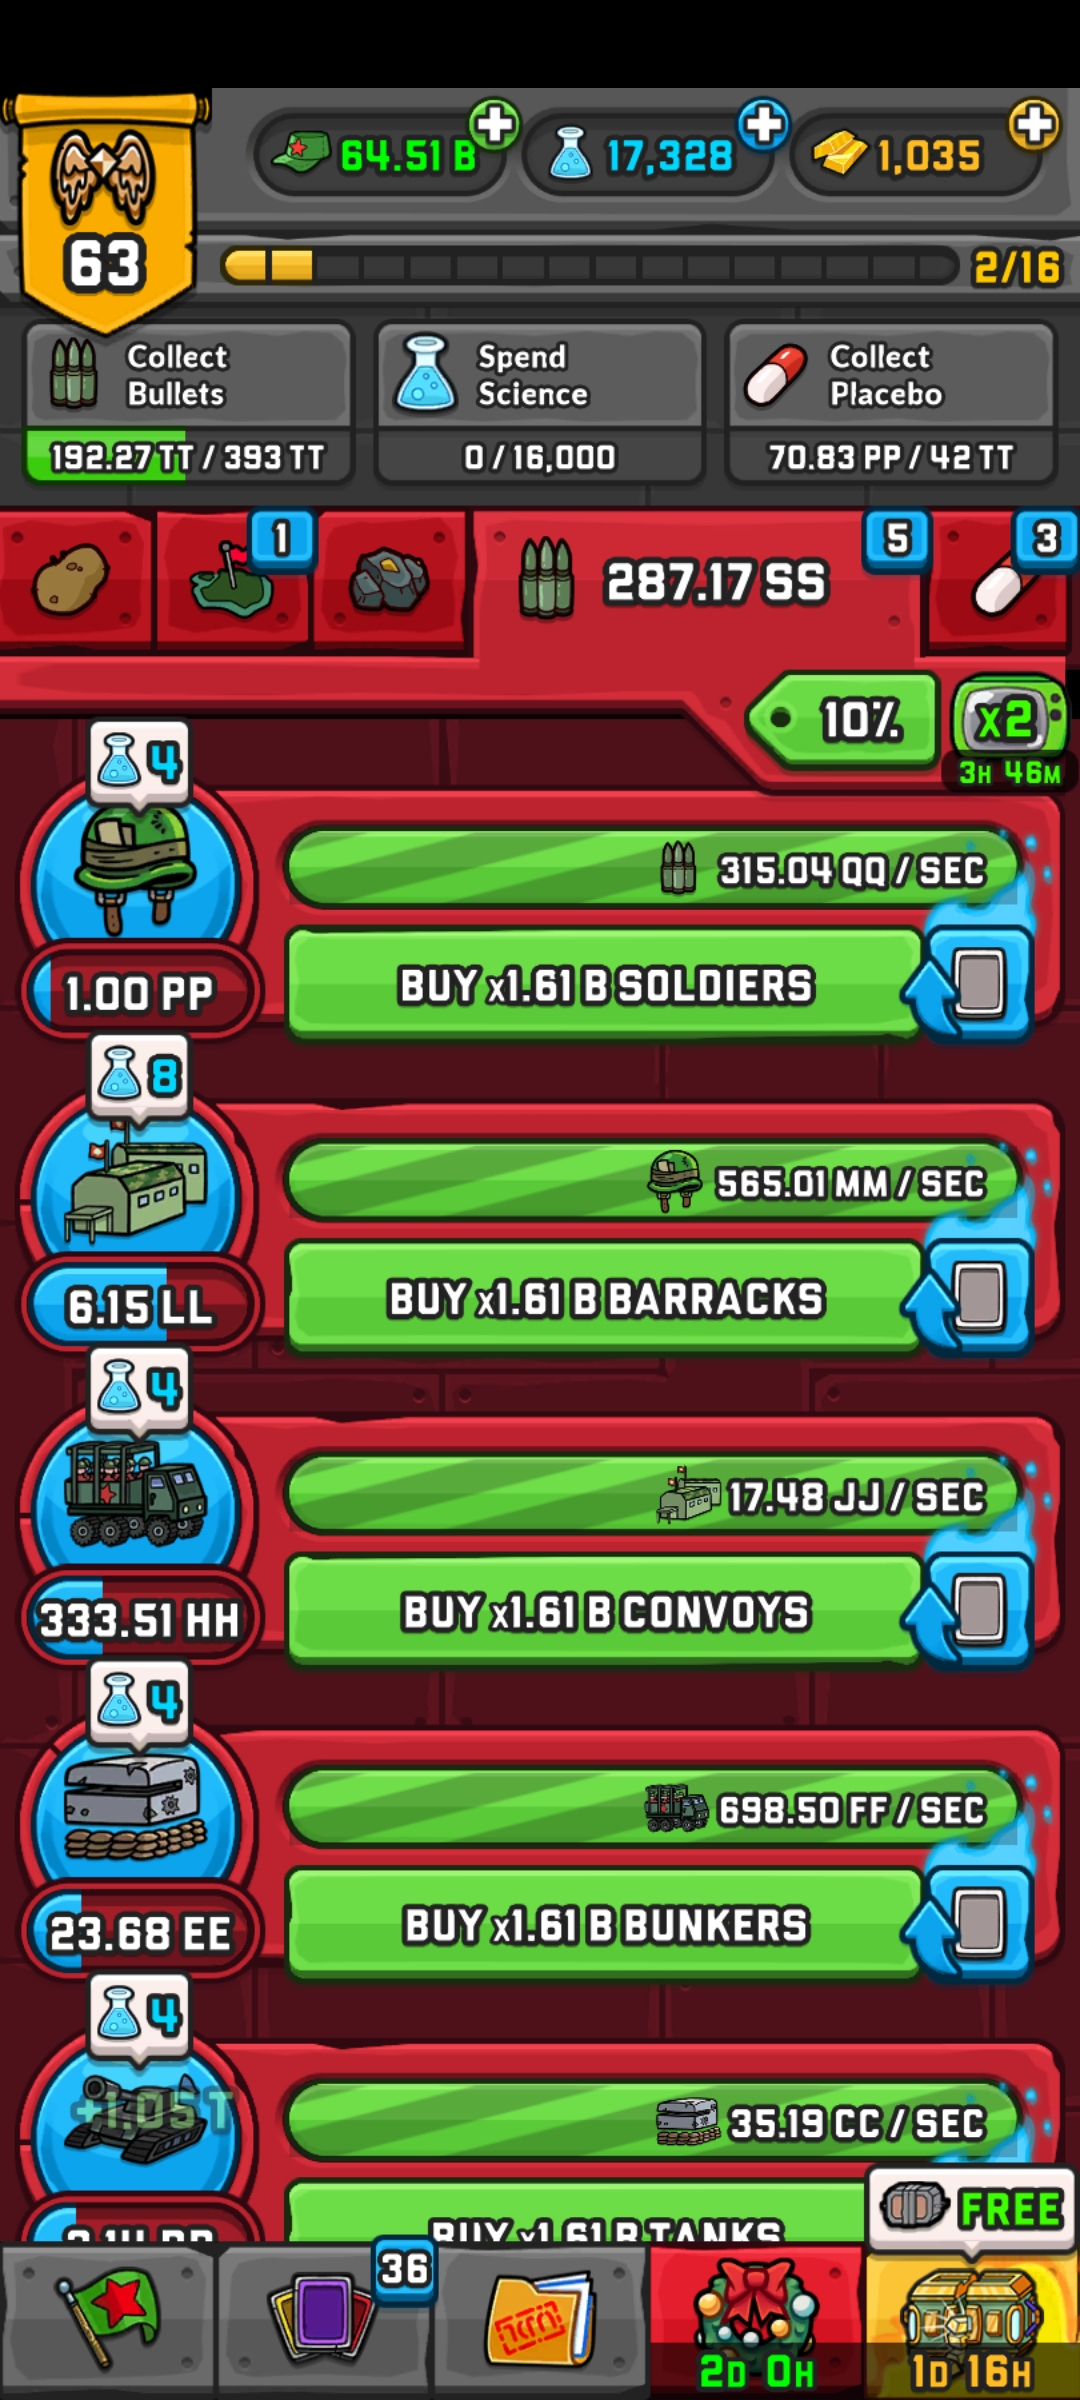 64.51 B
17,328
1,035
63
2/16
Collect
Bullets
Spend
Science
Collect
Placebo
192.27 TT / 393 TT
0 / 16,000
70.83 PP / 42 TT
1
287.17 SS
5
3
10%
x2
3H 46M
4
315.04 QQ / SEC
1.00 PP
BUY x1.61 B SOLDIERS
8
565.01 MM / SEC
6.15 LL
BUY x1.61 B BARRACKS
4
17.48 JJ / SEC
333.51 HH
BUY x1.61 B CONVOYS
4
698.50 FF / SEC
23.68 EE
BUY x1.61 B BUNKERS
4
+1.05 T
35.19 CC / SEC
FREE
BUY x1.61 B TANKS
36
2D 0H
1D 16H